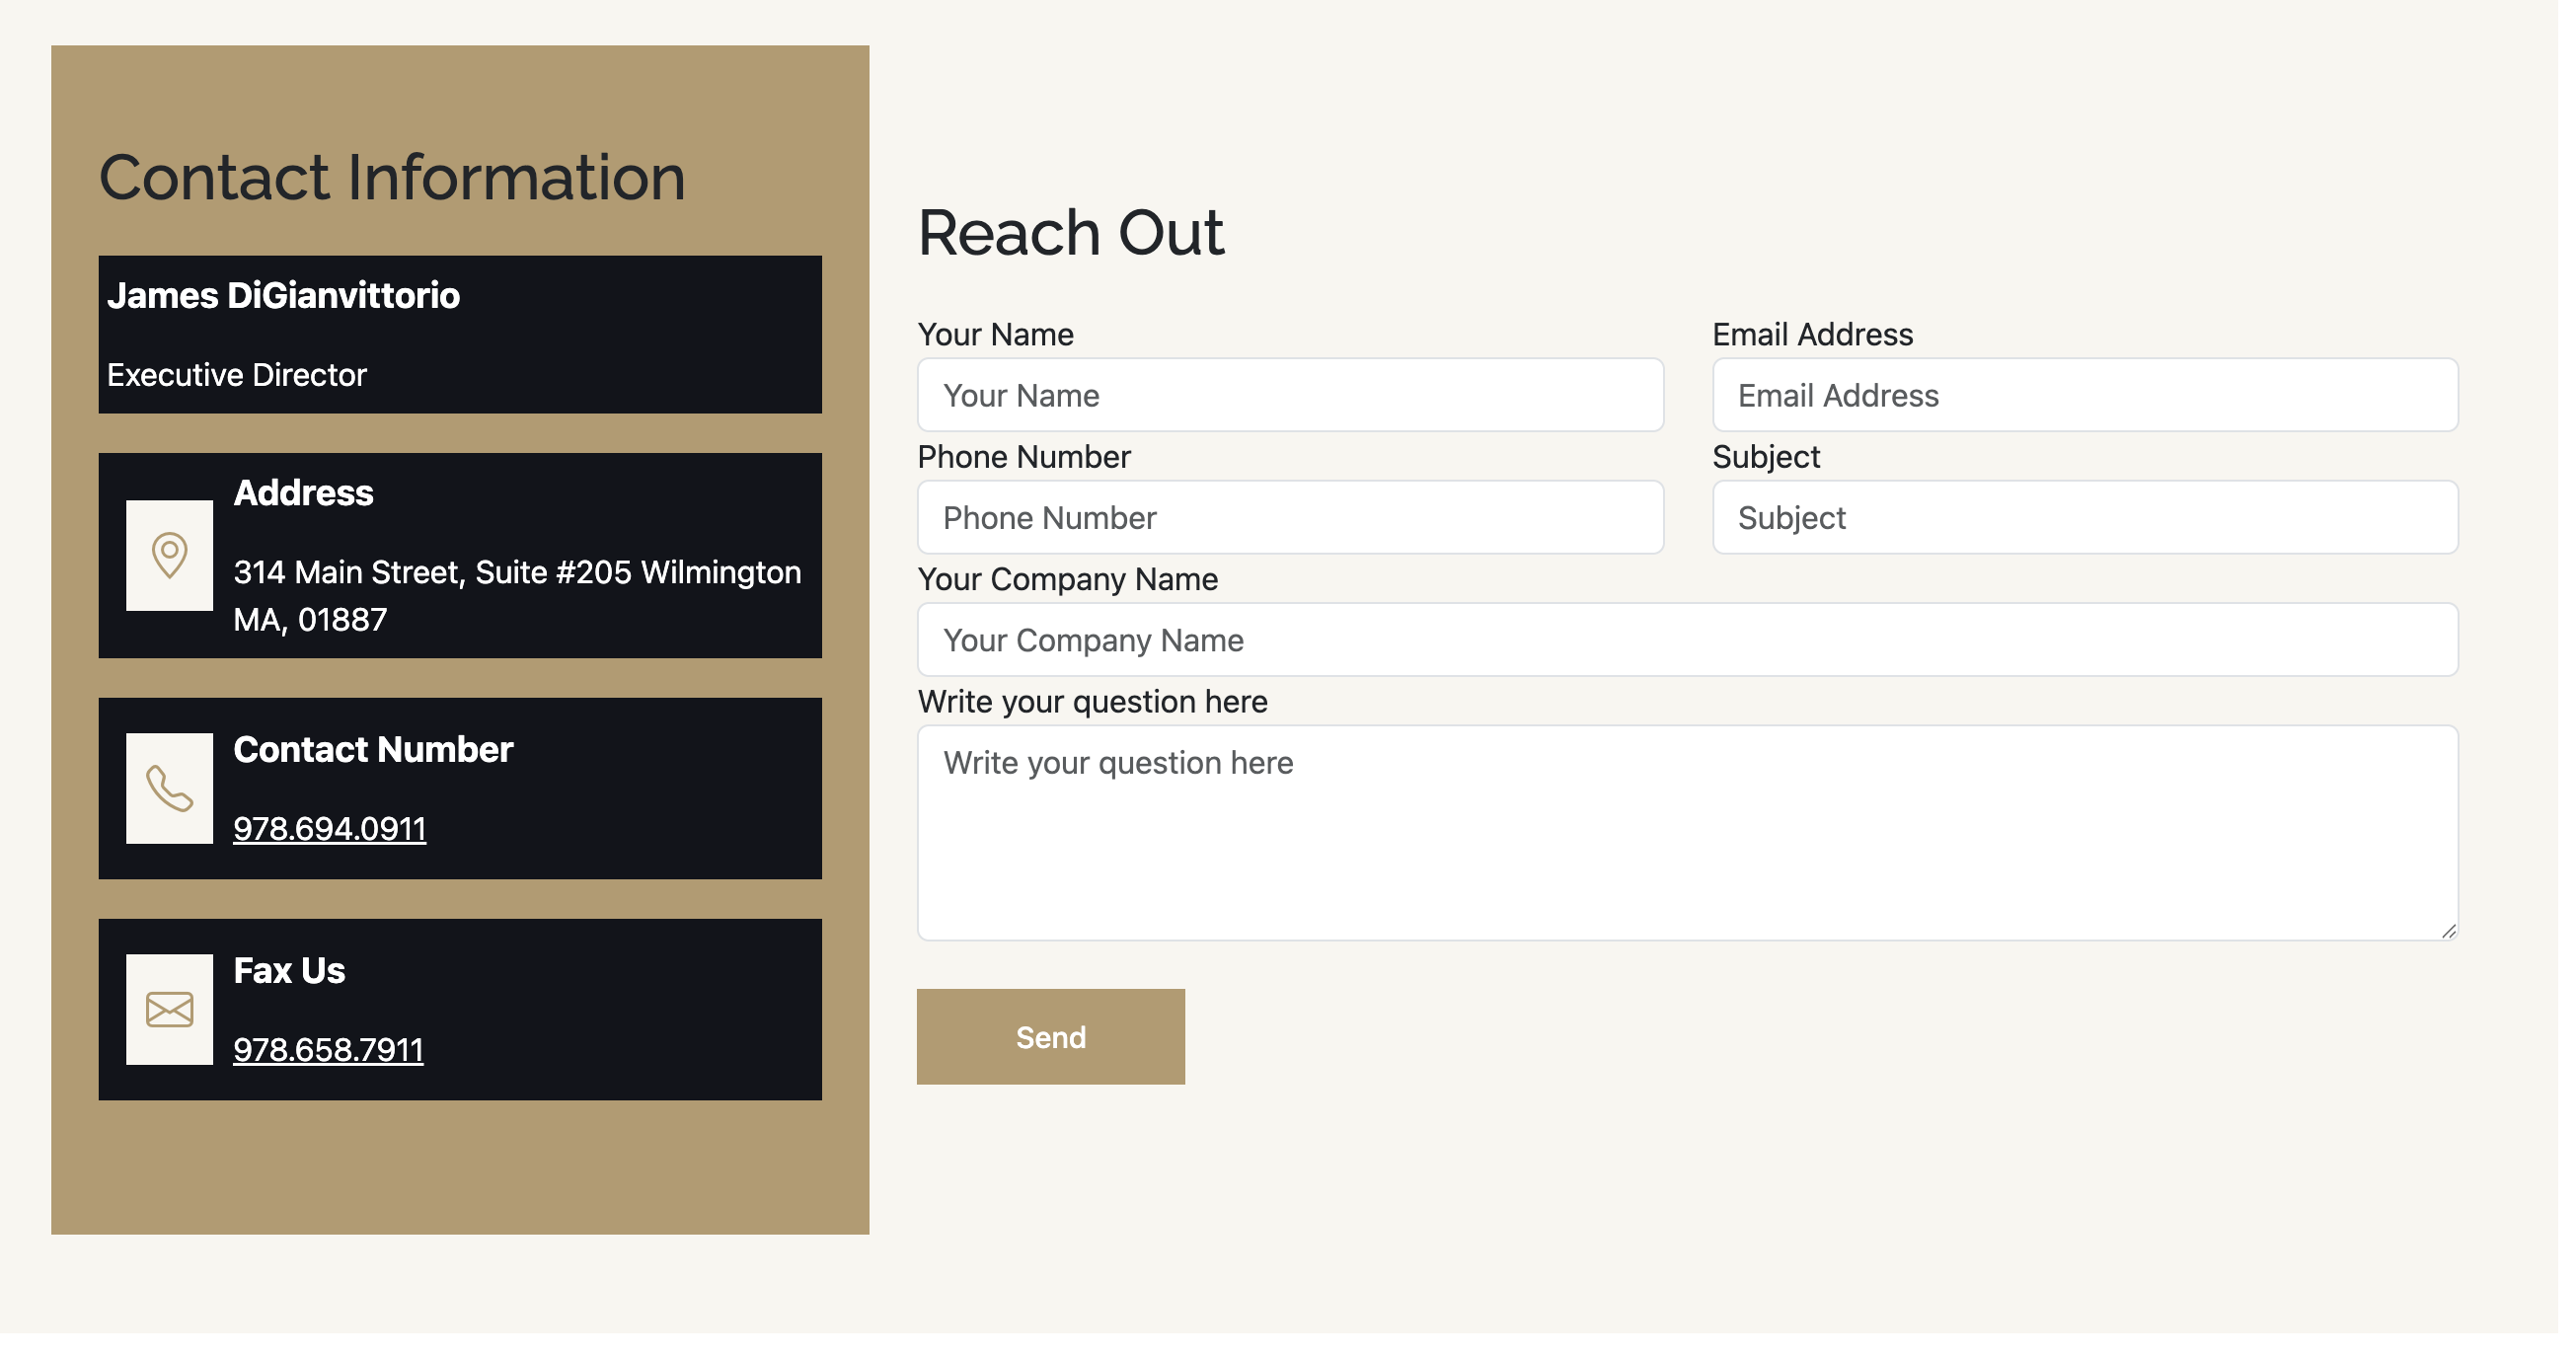 Contact Information
James DiGianvittorio
Executive Director
Address
314 Main Street, Suite #205 Wilmington
MA, 01887
Contact Number
978.694.0911
Fax Us
978.658.7911
Reach Out
Your Name
Your Name
Email Address
Email Address
Phone Number
Phone Number
Subject
Subject
Your Company Name
Your Company Name
Write your question here
Write your question here
Send